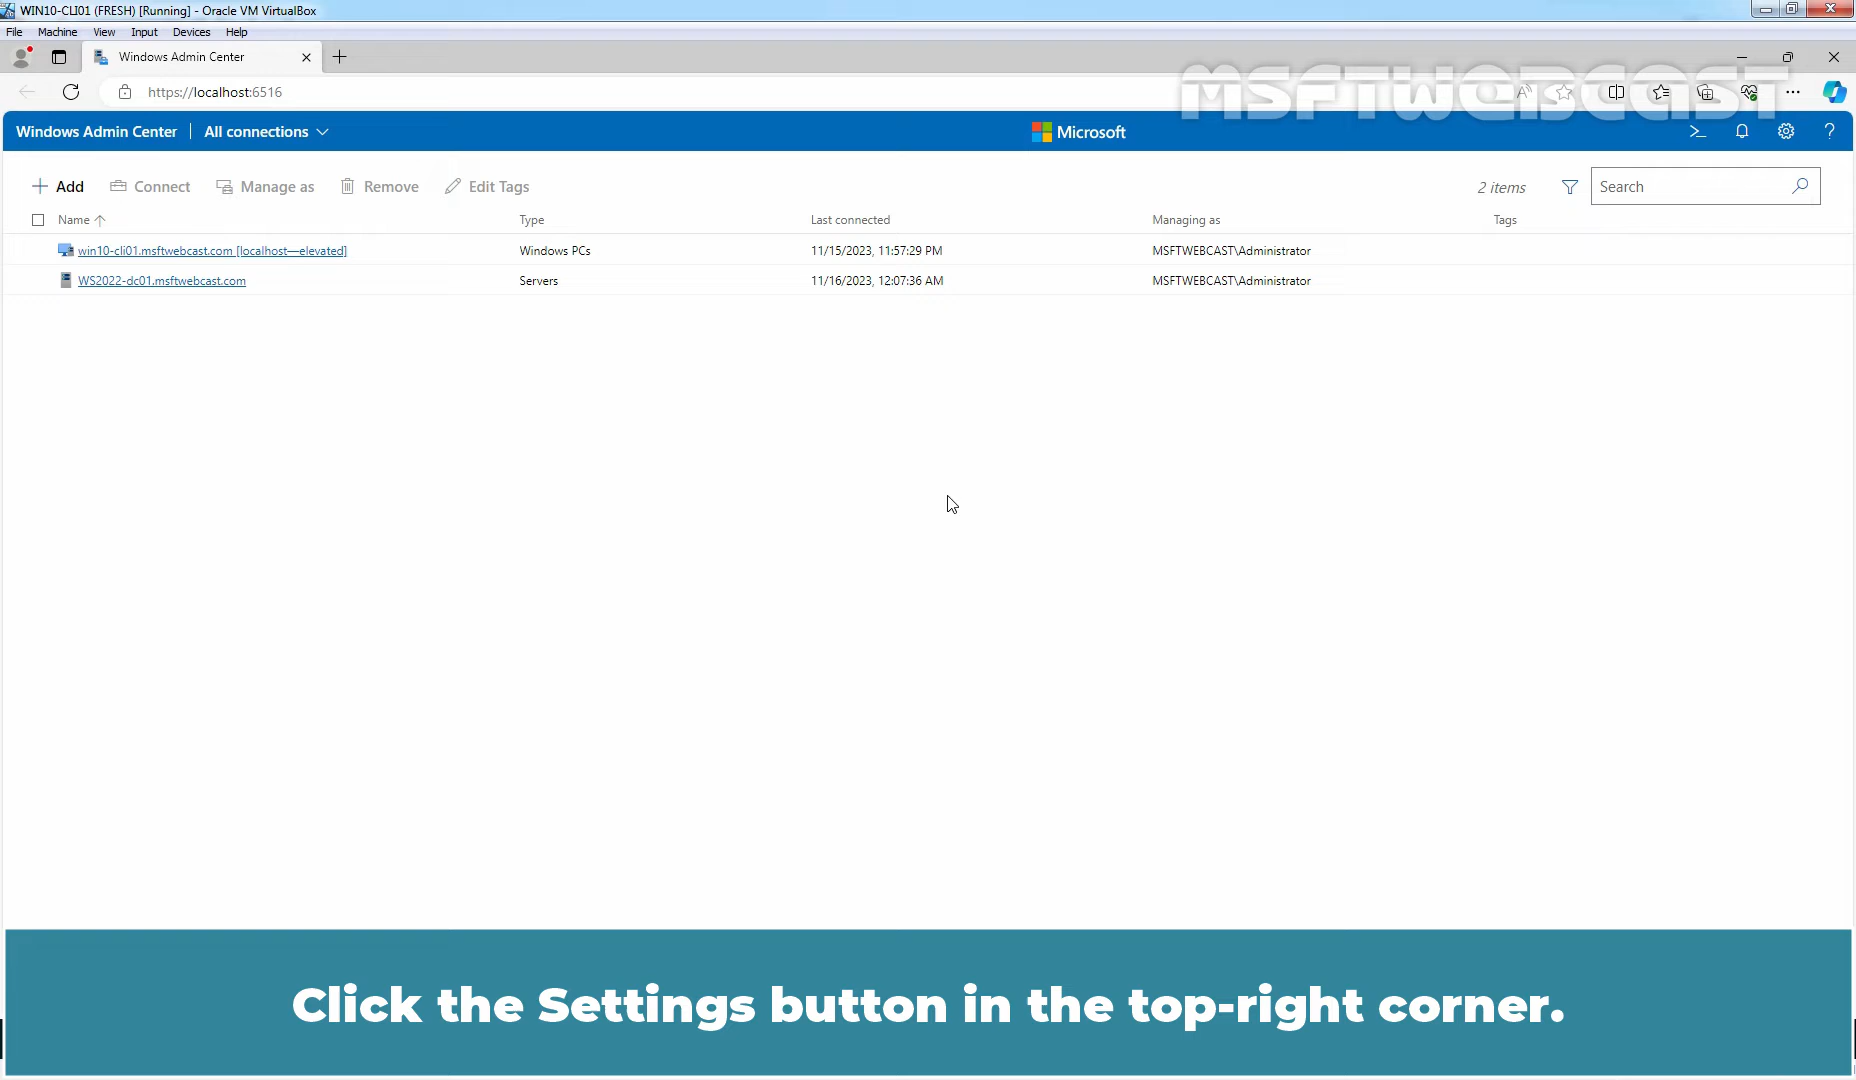 WIN10-CLI01 (FRESH) [Running] - Oracle VM VirtualBox
File Machine View Input Devices Help
Windows Admin Center
https://localhost:6516
MSFTWEBCAST
Windows Admin Center All connections Microsoft
Add Connect Manage as Remove Edit Tags 2 items Search
Name Type Last connected Managing as Tags
win10-cli01.msftwebcast.com [localhost—elevated] Windows PCs 11/15/2023, 11:57:29 PM MSFTWEBCAST\Administrator
WS2022-dc01.msftwebcast.com Servers 11/16/2023, 12:07:36 AM MSFTWEBCAST\Administrator
Click the Settings button in the top-right corner.